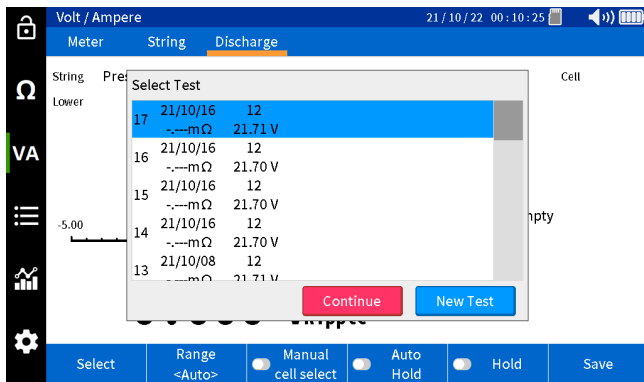 Volt / Ampere 21 / 10 / 22 00 : 10 : 25
Meter String Discharge
String
Cell
Lower
Ω
VA
-5.00
Select Test
17 21/10/16 12
-.---mΩ 21.71 V
16 21/10/16 12
-.---mΩ 21.70 V
15 21/10/16 12
-.---mΩ 21.70 V
14 21/10/16 12
-.---mΩ 21.70 V
13 21/10/08 12
-.---mΩ 21.71 V
Continue New Test
Select
Range
<Auto>
Manual
cell select
Auto
Hold
Hold
Save